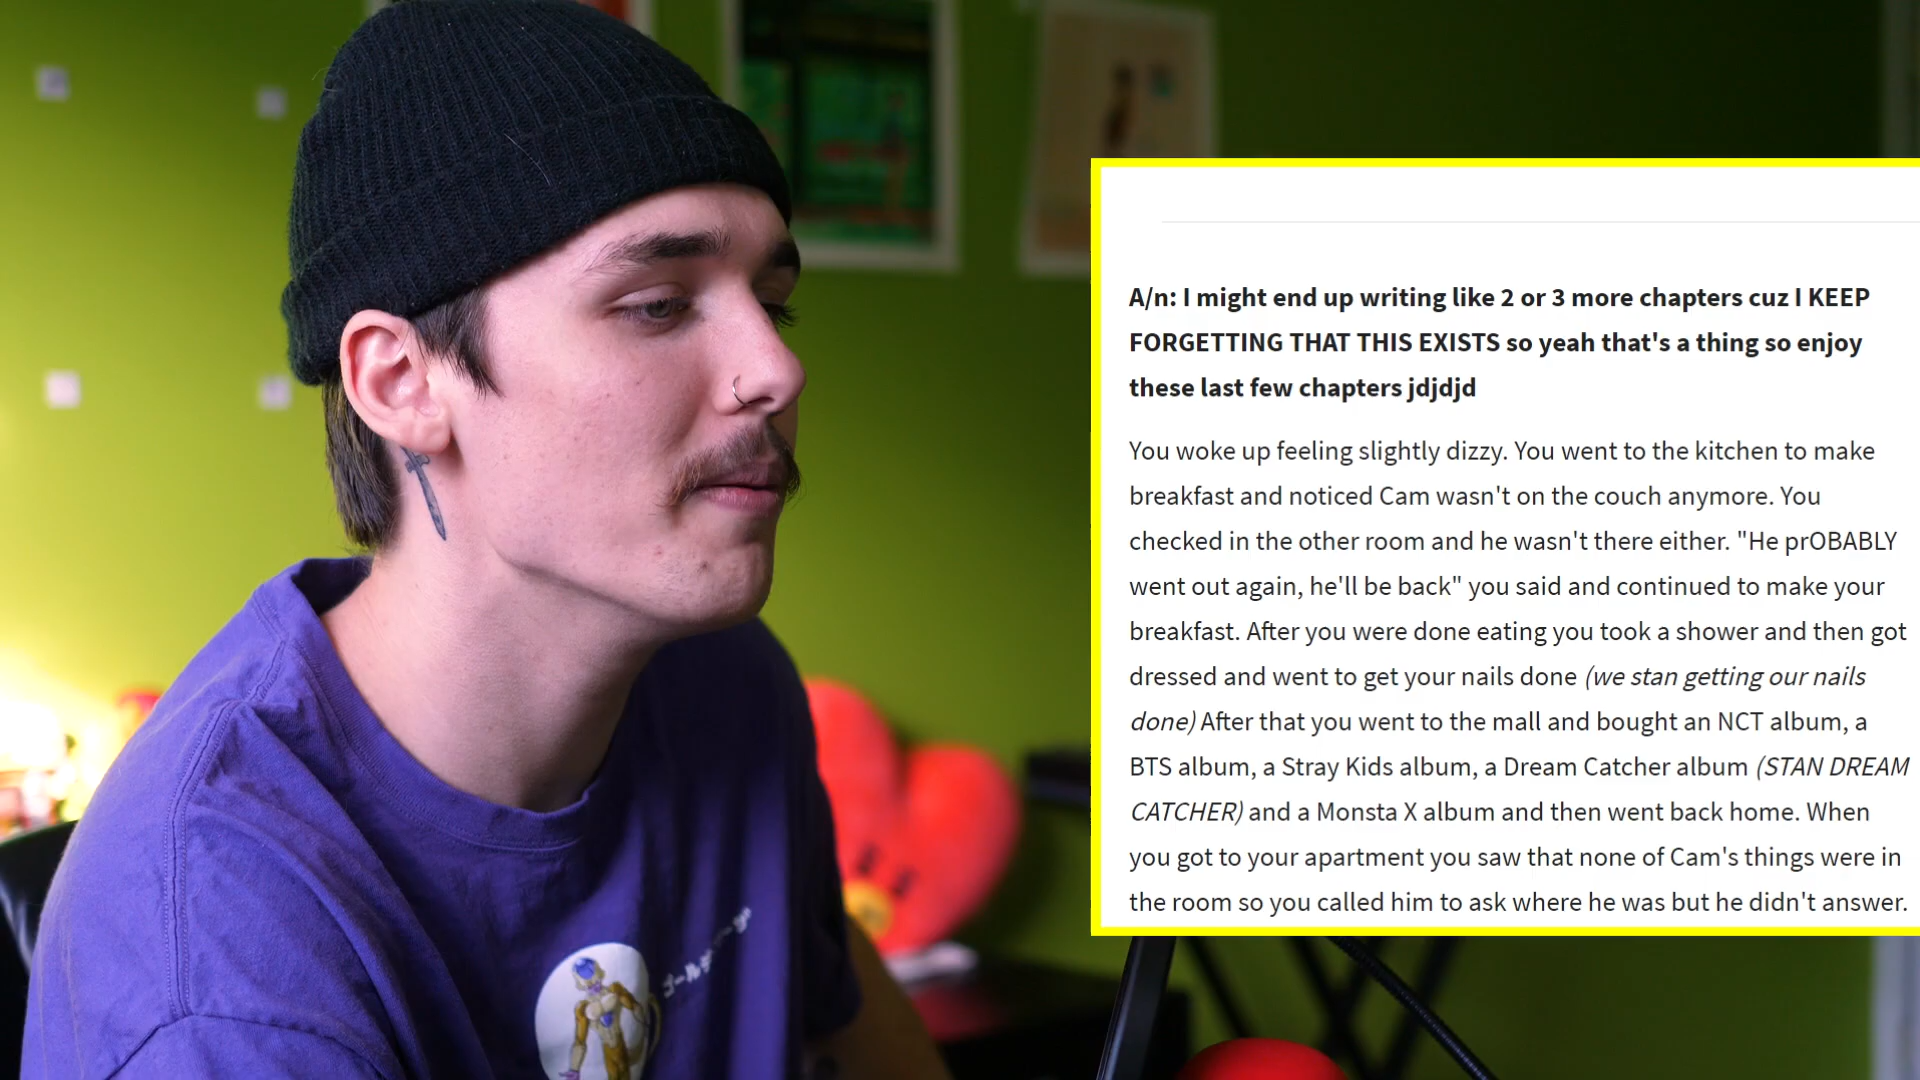 A/n: I might end up writing like 2 or 3 more chapters cuz I KEEP
FORGETTING THAT THIS EXISTS so yeah that's a thing so enjoy
these last few chapters jdjdjd
You woke up feeling slightly dizzy. You went to the kitchen to make
breakfast and noticed Cam wasn't on the couch anymore. You
checked in the other room and he wasn't there either. "He prOBABLY
went out again, he'll be back" you said and continued to make your
breakfast. After you were done eating you took a shower and then got
dressed and went to get your nails done (we stan getting our nails
done) After that you went to the mall and bought an NCT album, a
BTS album, a Stray Kids album, a Dream Catcher album (STAN DREAM
CATCHER) and a Monsta X album and then went back home. When
you got to your apartment you saw that none of Cam's things were in
the room so you called him to ask where he was but he didn't answer.